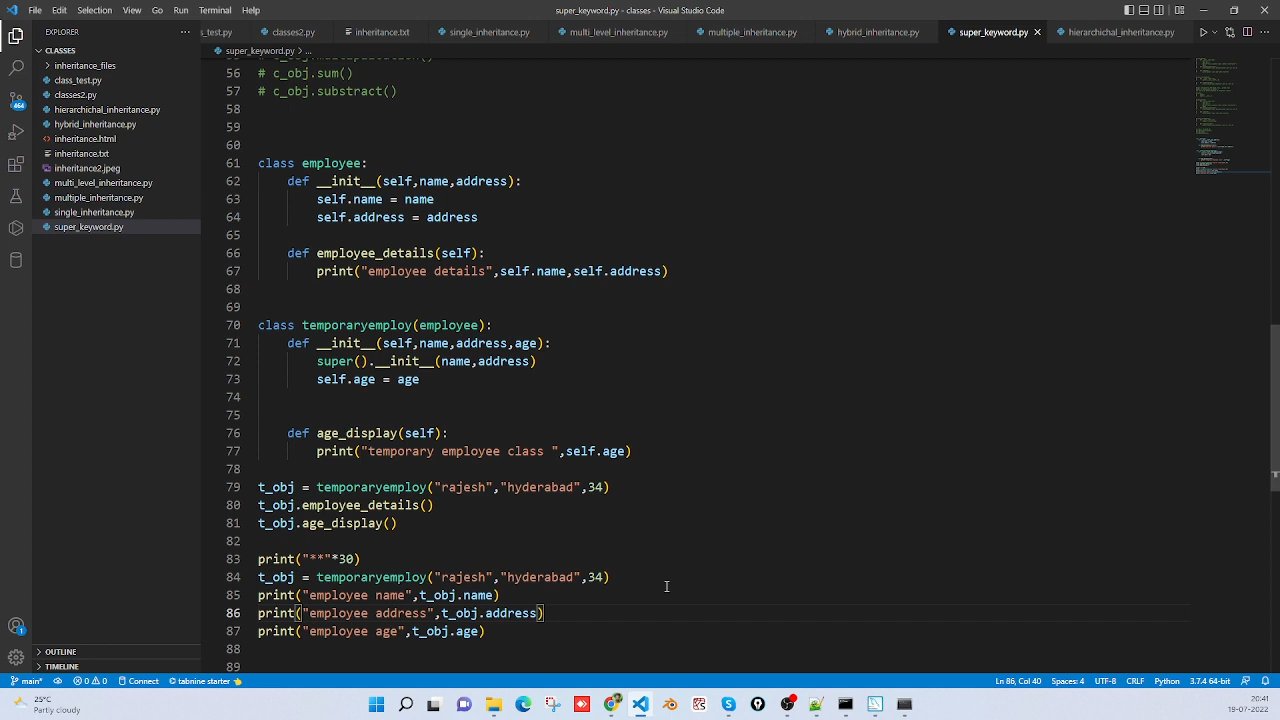 File Edit Selection View Go Run Terminal Help
super_keyword.py - classes - Visual Studio Code
EXPLORER
CLASSES
inheritance_files
class_test.py
classes2.py
hierarchichal_inheritance.py
hybrid_inheritance.py
inheritance.html
inheritance.txt
inheritance2.jpeg
multi_level_inheritance.py
multiple_inheritance.py
single_inheritance.py
super_keyword.py
OUTLINE
TIMELINE
464
1
s_test.py classes2.py inheritance.txt single_inheritance.py multi_level_inheritance.py multiple_inheritance.py hybrid_inheritance.py super_keyword.py hierarchichal_inheritance.py
super_keyword.py > ...
56 # c_obj.sum()
57 # c_obj.substract()
58
59
60
61 class employee:
62 def __init__(self,name,address):
63 self.name = name
64 self.address = address
65
66 def employee_details(self):
67 print("employee details",self.name,self.address)
68
69
70 class temporaryemploy(employee):
71 def __init__(self,name,address,age):
72 super().__init__(name,address)
73 self.age = age
74
75
76 def age_display(self):
77 print("temporary employee class ",self.age)
78
79 t_obj = temporaryemploy("rajesh","hyderabad",34)
80 t_obj.employee_details()
81 t_obj.age_display()
82
83 print("**"*30)
84 t_obj = temporaryemploy("rajesh","hyderabad",34)
85 print("employee name",t_obj.name)
86 print("employee address",t_obj.address)
87 print("employee age",t_obj.age)
88
89
main* 0 0 Connect tabnine starter
Ln 86, Col 40 Spaces: 4 UTF-8 CRLF Python 3.7.4 64-bit
25°C
Partly cloudy
20:41
19-07-2022